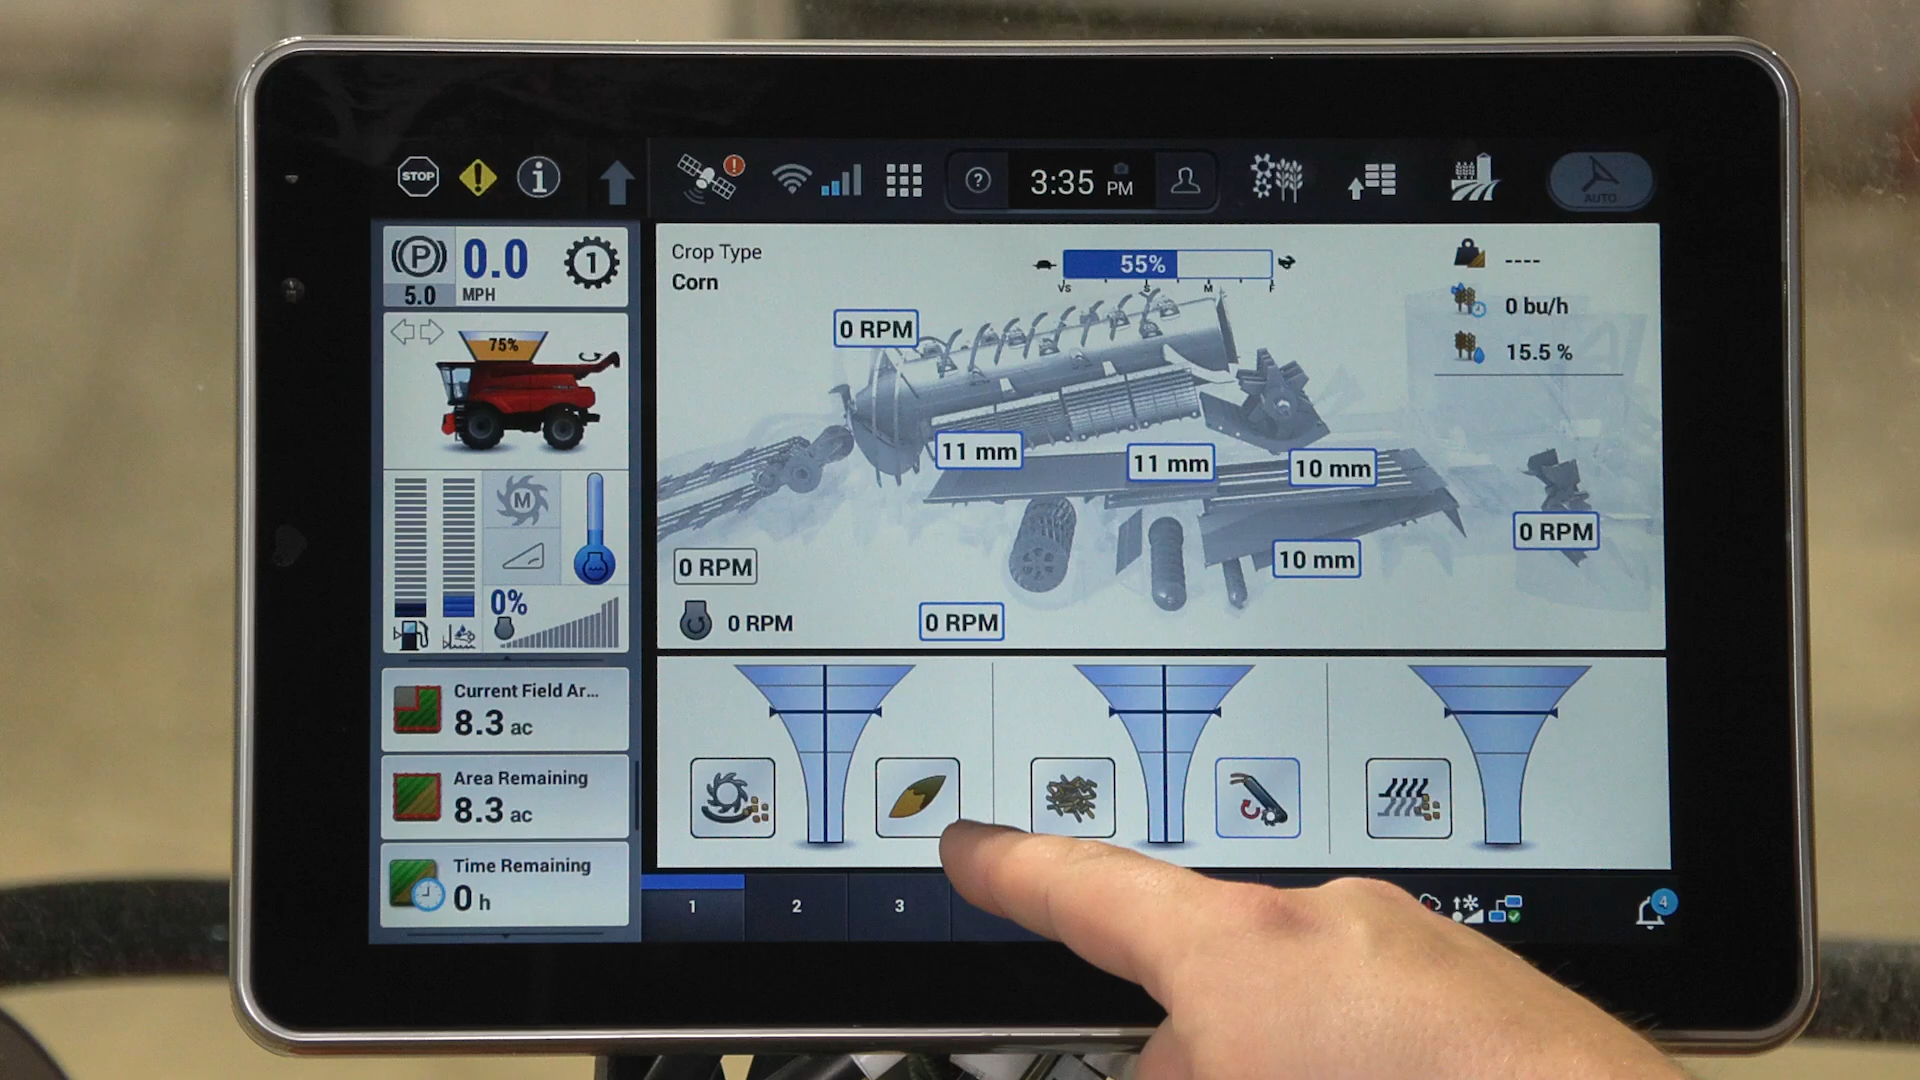 STOP
?
3:35 PM
AUTO
P
5.0
0.0
MPH
1
75%
M
0%
Current Field Ar...
8.3 ac
Area Remaining
8.3 ac
Time Remaining
0 h
Crop Type
Corn
55%
VS S M F
----
0 bu/h
15.5 %
0 RPM
11 mm
11 mm
10 mm
0 RPM
10 mm
0 RPM
0 RPM
0 RPM
1
2
3
4